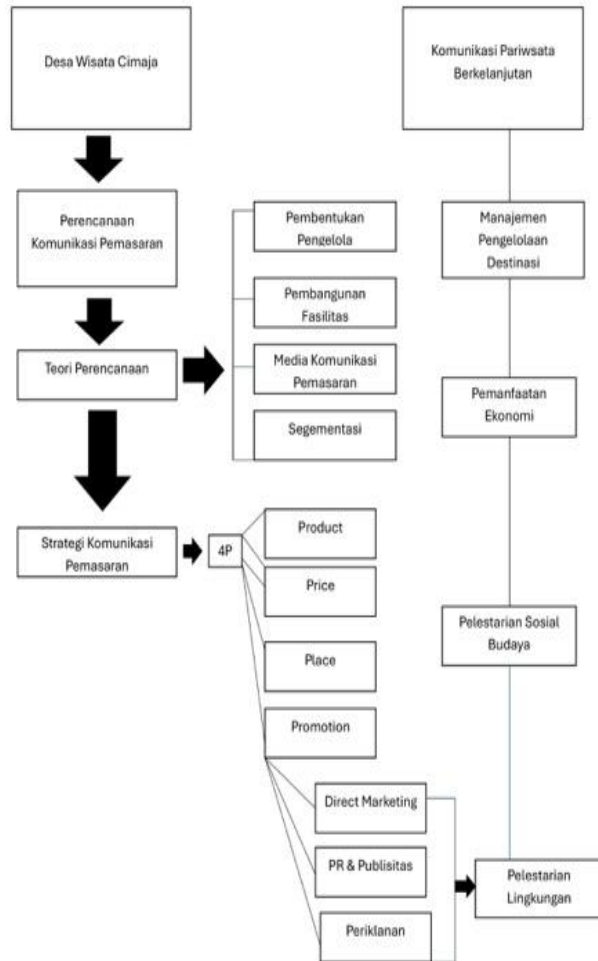 Desa Wisata Cimaja
Komunikasi Pariwsata
Berkelanjutan
Perencanaan
Komunikasi Pemasaran
Pembentukan
Pengelola
Manajemen
Pengelolaan
Destinasi
Pembangunan
Fasilitas
Teori Perencanaan
Media Komunikasi
Pemasaran
Pemanfaatan
Ekonomi
Segementasi
Strategi Komunikasi
Pemasaran
4P
Product
Price
Place
Promotion
Pelestarian Sosial
Budaya
Direct Marketing
PR & Publisitas
Periklanan
Pelestarian
Lingkungan